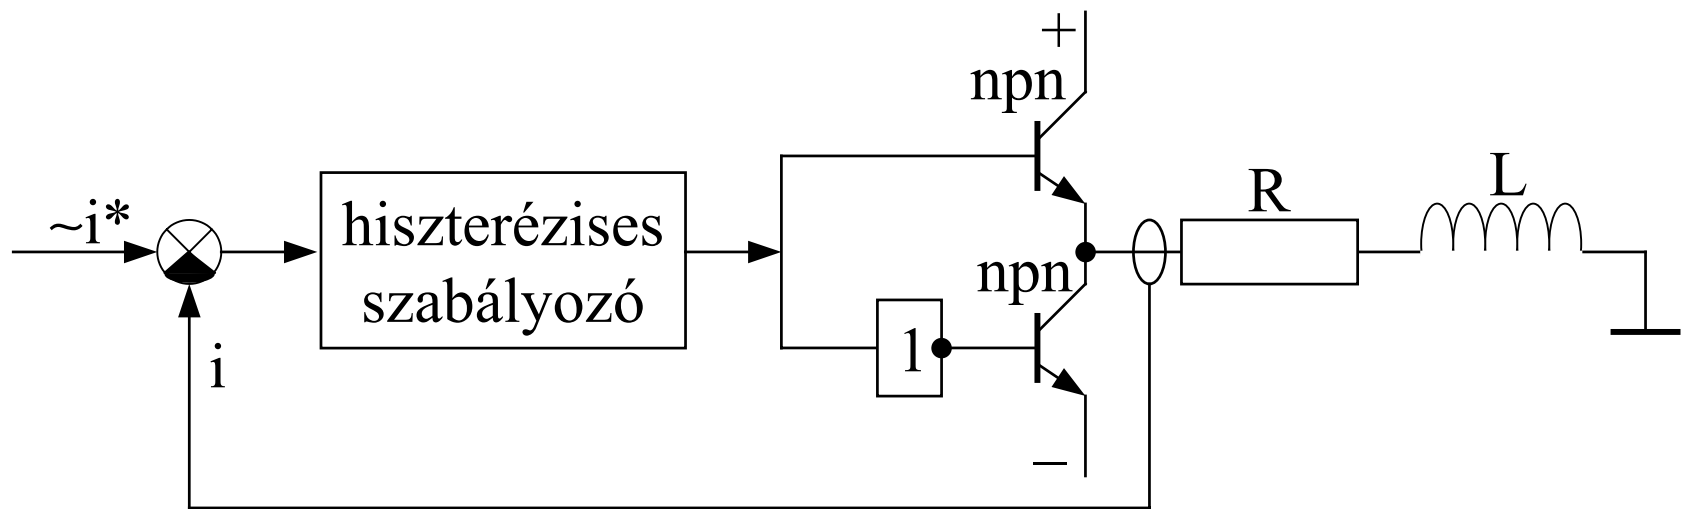 +
npn
~i*
hiszterézises
szabályozó
R
L
npn
1
i
−